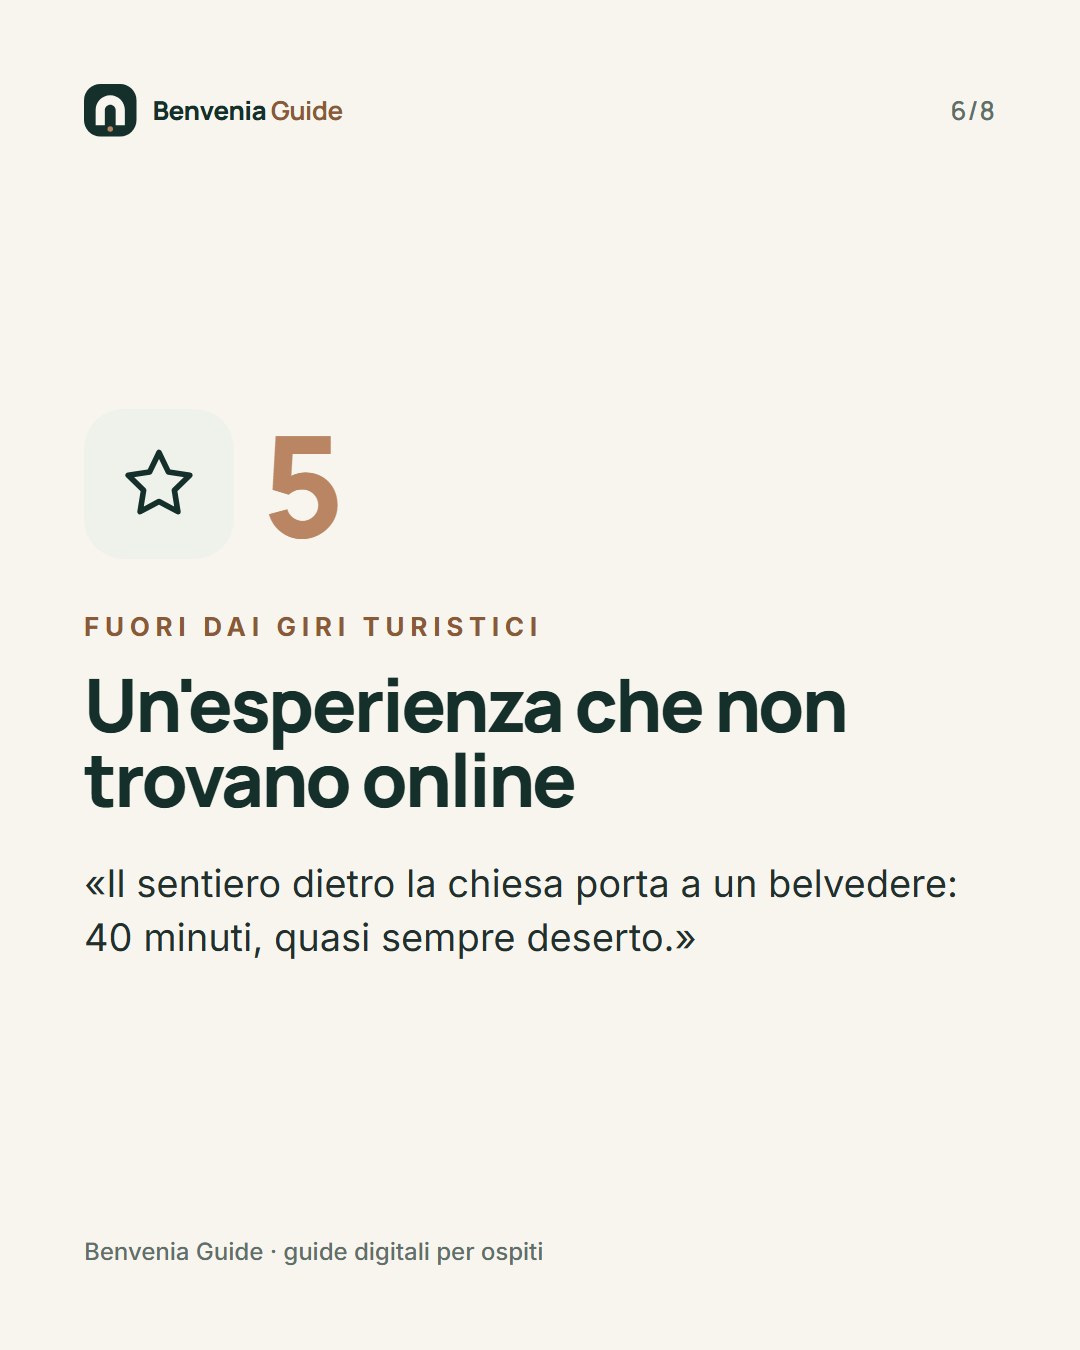 Benvenia Guide
6/8
5
FUORI DAI GIRI TURISTICI
Un'esperienza che non
trovano online
«Il sentiero dietro la chiesa porta a un belvedere:
40 minuti, quasi sempre deserto.»
Benvenia Guide · guide digitali per ospiti